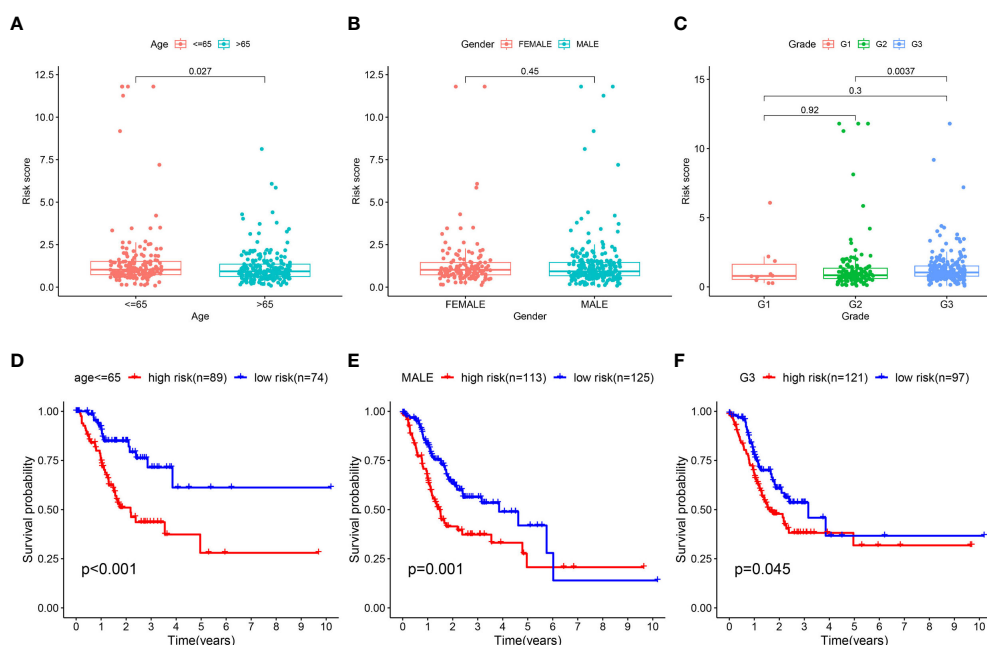 A
Age <=65 >65
0.027
12.5
10.0
7.5
5.0
2.5
0.0
Risk score
<=65 >65
Age
B
Gender FEMALE MALE
0.45
12.5
10.0
7.5
5.0
2.5
0.0
Risk score
FEMALE MALE
Gender
C
Grade G1 G2 G3
0.0037
0.3
0.92
15
10
5
0
Risk score
G1 G2 G3
Grade
D
age<=65 high risk(n=89) low risk(n=74)
1.00
0.75
0.50
0.25
0.00
Survival probability
p<0.001
0 1 2 3 4 5 6 7 8 9 10
Time(years)
E
MALE high risk(n=113) low risk(n=125)
1.00
0.75
0.50
0.25
0.00
Survival probability
p=0.001
0 1 2 3 4 5 6 7 8 9 10
Time(years)
F
G3 high risk(n=121) low risk(n=97)
1.00
0.75
0.50
0.25
0.00
Survival probability
p=0.045
0 1 2 3 4 5 6 7 8 9 10
Time(years)